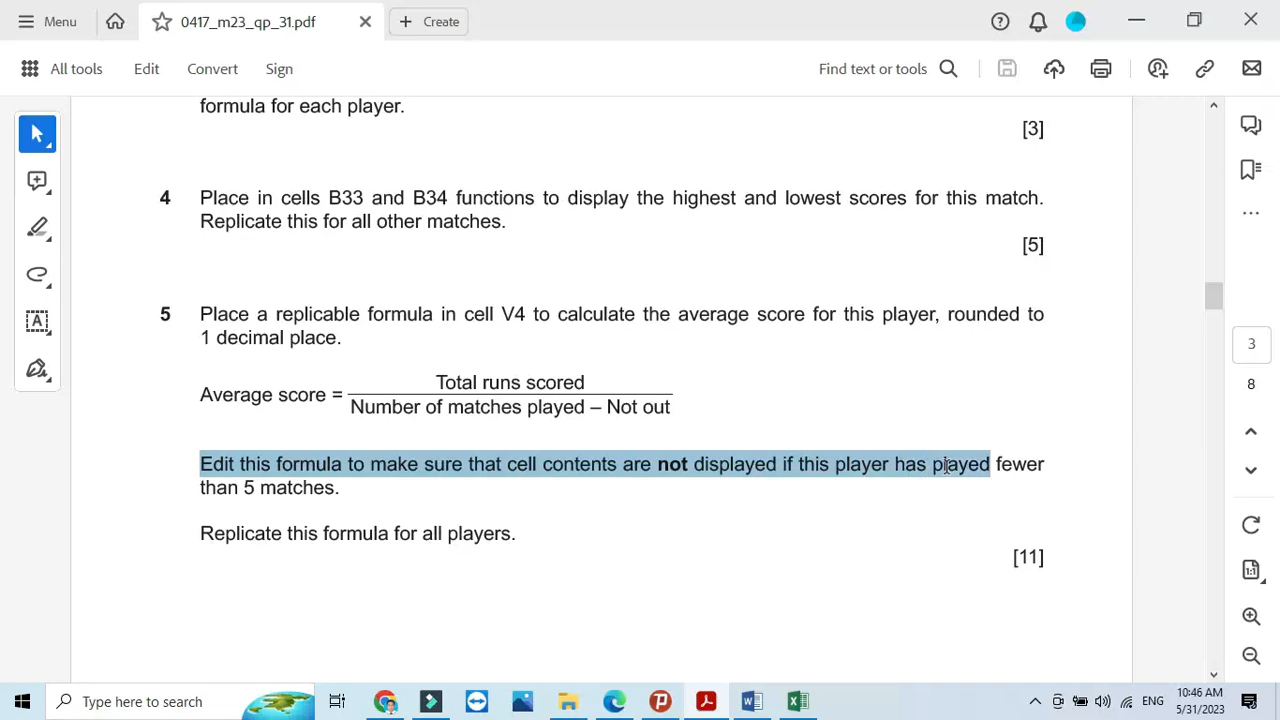 Menu
0417_m23_qp_31.pdf
Create
All tools
Edit
Convert
Sign
Find text or tools
formula for each player.
[3]
4 Place in cells B33 and B34 functions to display the highest and lowest scores for this match.
Replicate this for all other matches.
[5]
5 Place a replicable formula in cell V4 to calculate the average score for this player, rounded to
1 decimal place.
Total runs scored
Average score =
Number of matches played – Not out
Edit this formula to make sure that cell contents are not displayed if this player has played fewer
than 5 matches.
Replicate this formula for all players.
[11]
3
8
1:1
Type here to search
ENG
10:46 AM
5/31/2023